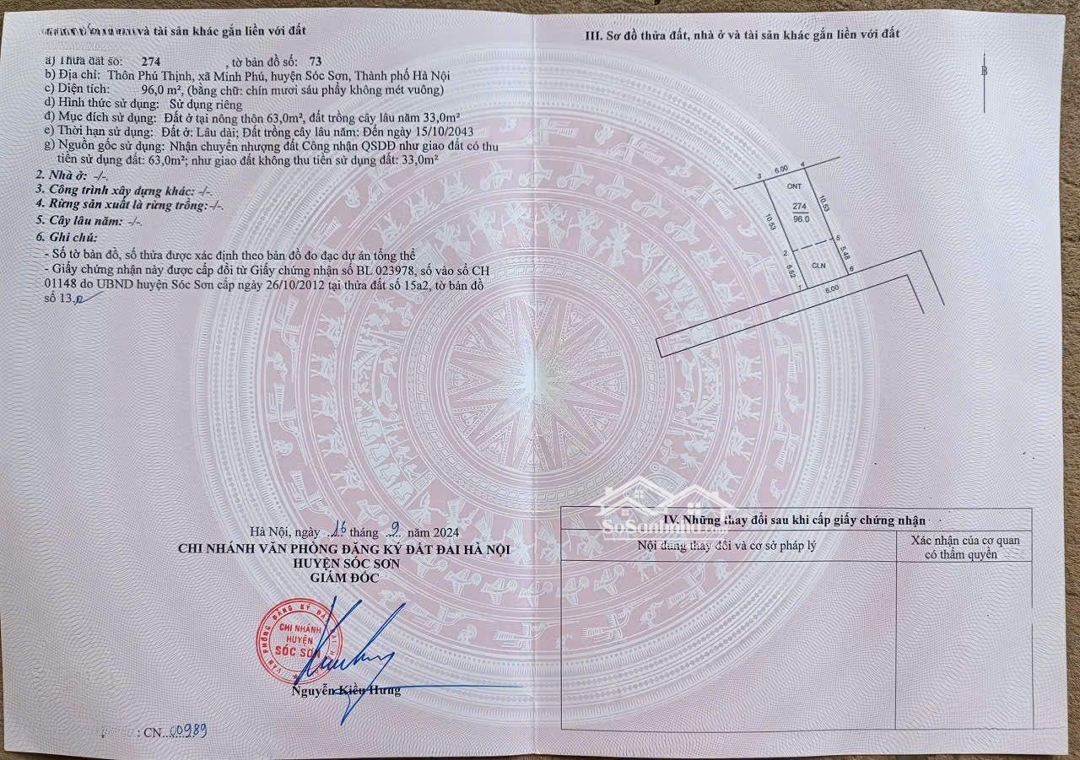 và tài sản khác gắn liền với đất
a) Thửa đất số: 274 , tờ bản đồ số: 73
b) Địa chỉ: Thôn Phú Thịnh, xã Minh Phú, huyện Sóc Sơn, Thành phố Hà Nội
c) Diện tích: 96,0 m², (bằng chữ: chín mươi sáu phẩy không mét vuông)
d) Hình thức sử dụng: Sử dụng riêng
đ) Mục đích sử dụng: Đất ở tại nông thôn 63,0m², đất trồng cây lâu năm 33,0m²
e) Thời hạn sử dụng: Đất ở: Lâu dài; Đất trồng cây lâu năm: Đến ngày 15/10/2043
g) Nguồn gốc sử dụng: Nhận chuyển nhượng đất Công nhận QSDĐ như giao đất có thu
tiền sử dụng đất: 63,0m²; như giao đất không thu tiền sử dụng đất: 33,0m²
2. Nhà ở: -/-.
3. Công trình xây dựng khác: -/-.
4. Rừng sản xuất là rừng trồng: -/-.
5. Cây lâu năm: -/-.
6. Ghi chú:
- Số tờ bản đồ, số thửa được xác định theo bản đồ đo đạc dự án tổng thể
- Giấy chứng nhận này được cấp đổi từ Giấy chứng nhận số BL 023978, số vào sổ CH
01148 do UBND huyện Sóc Sơn cấp ngày 26/10/2012 tại thửa đất số 15a2, tờ bản đồ
số 13.
Hà Nội, ngày 16 tháng 9 năm 2024
CHI NHÁNH VĂN PHÒNG ĐĂNG KÝ ĐẤT ĐAI HÀ NỘI
HUYỆN SÓC SƠN
GIÁM ĐỐC
VĂN PHÒNG ĐĂNG KÝ ĐẤT ĐAI
CHI NHÁNH
HUYỆN
SÓC SƠN
Nguyễn Kiều Hưng
: CN 00989
III. Sơ đồ thửa đất, nhà ở và tài sản khác gắn liền với đất
B
3 6.00 4
ONT
274
96.0
10.53
10.53
2
5
CLN
5.52
5.48
7
6.00
6
SoSanNha.com
IV. Những thay đổi sau khi cấp giấy chứng nhận
Nội dung thay đổi và cơ sở pháp lý
Xác nhận của cơ quan
có thẩm quyền